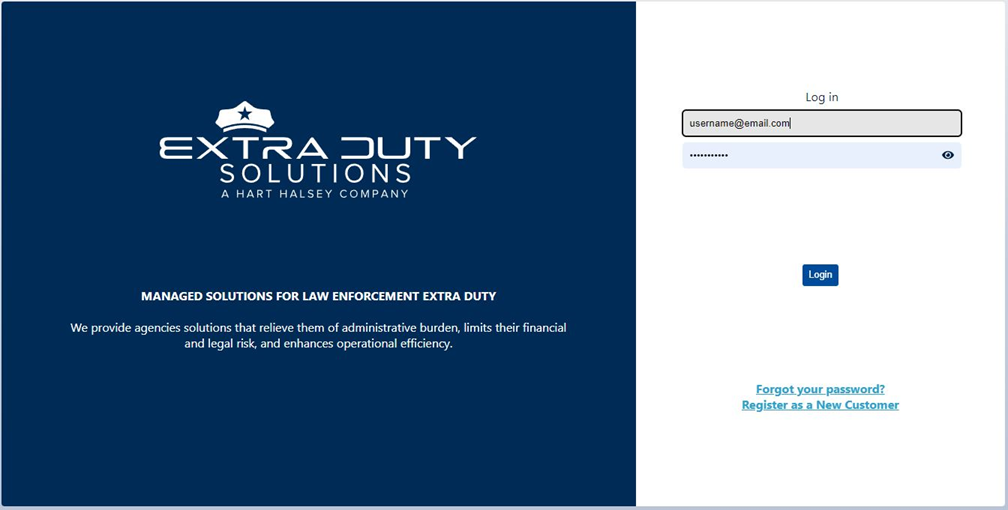 EXTRA DUTY
SOLUTIONS
A HART HALSEY COMPANY
MANAGED SOLUTIONS FOR LAW ENFORCEMENT EXTRA DUTY
We provide agencies solutions that relieve them of administrative burden, limits their financial
and legal risk, and enhances operational efficiency.
Log in
username@email.com
•••••••••••
Login
Forgot your password?
Register as a New Customer